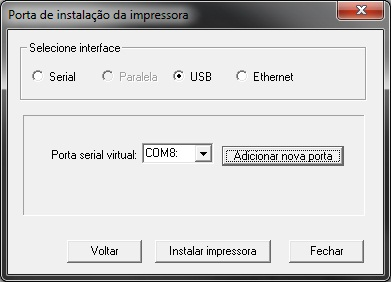 Porta de instalação da impressora
Selecione interface
Serial Paralela USB Ethernet
Porta serial virtual: COM8: Adicionar nova porta
Voltar Instalar impressora Fechar